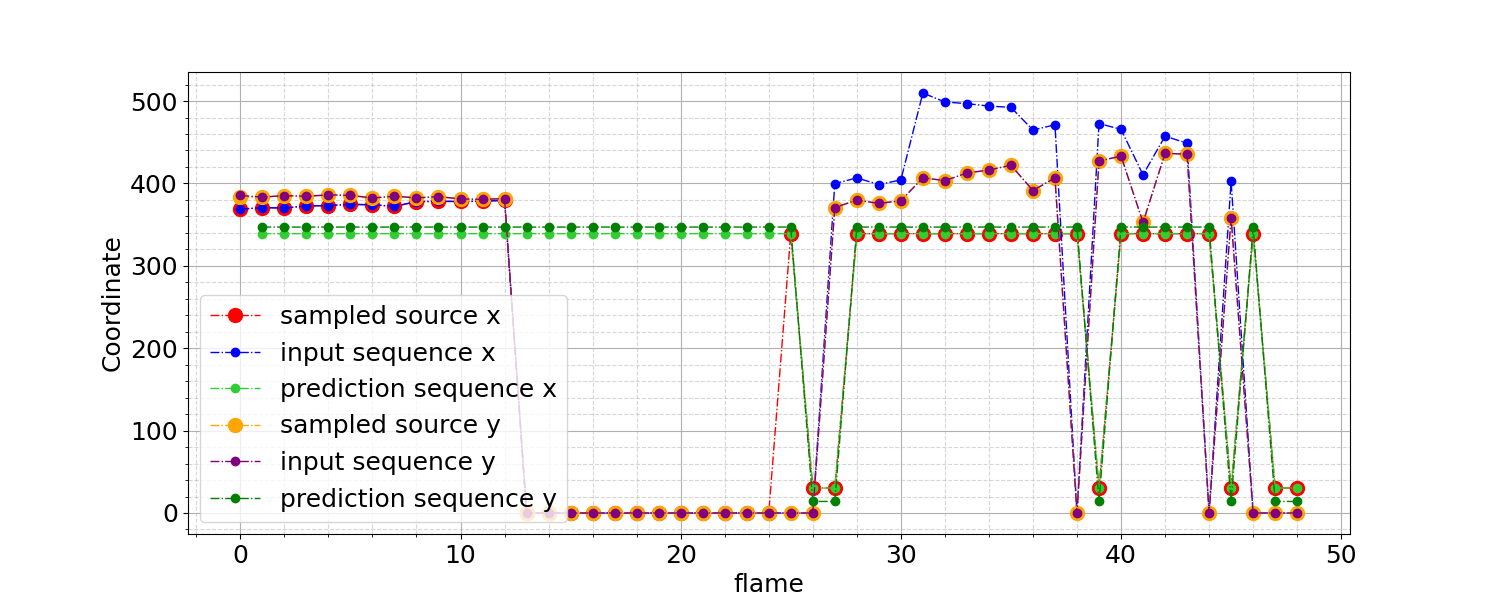 500
400
300
200
100
0
Coordinate
sampled source x
input sequence x
prediction sequence x
sampled source y
input sequence y
prediction sequence y
0 10 20 30 40 50
flame